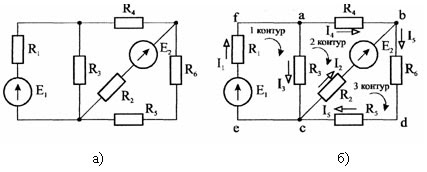 R₄
E₂
R₁
R₃
R₂
R₆
E₁
R₅
а)
f a R₄ b
1 контур I₄
R₁ 2 контур E₂ I₅
I₁ I₃ R₃ I₂ R₆
E₁ R₂ 3 контур
I₅ R₅
e c d
б)